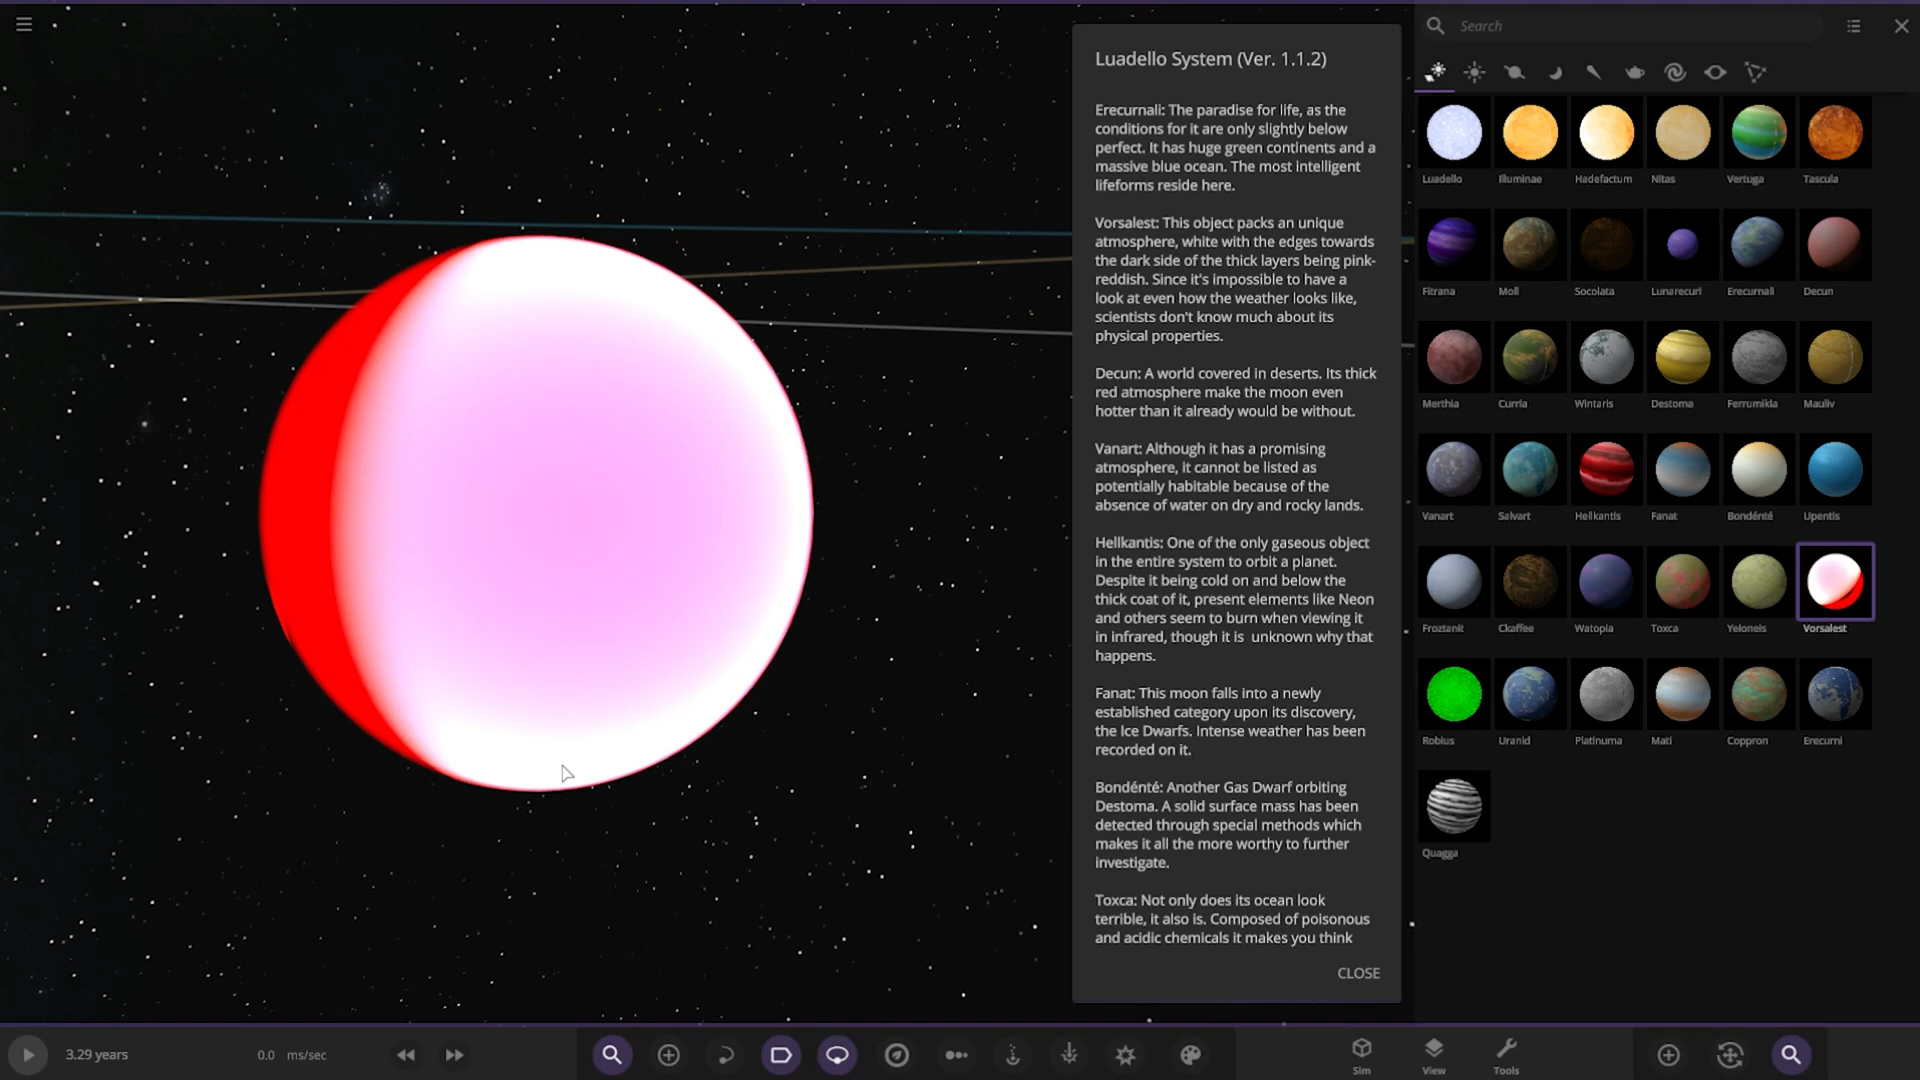 Luadello System (Ver. 1.1.2)
Erecurnali: The paradise for life, as the
conditions for it are only slightly below
perfect. It has huge green continents and a
massive blue ocean. The most intelligent
lifeforms reside here.
Vorsalest: This object packs an unique
atmosphere, white with the edges towards
the dark side of the thick layers being pink-
reddish. Since it's impossible to have a
look at even how the weather looks like,
scientists don't know much about its
physical properties.
Decun: A world covered in deserts. Its thick
red atmosphere make the moon even
hotter than it already would be without.
Vanart: Although it has a promising
atmosphere, it cannot be listed as
potentially habitable because of the
absence of water on dry and rocky lands.
Hellkantis: One of the only gaseous object
in the entire system to orbit a planet.
Despite it being cold on and below the
thick coat of it, present elements like Neon
and others seem to burn when viewing it
in infrared, though it is  unknown why that
happens.
Fanat: This moon falls into a newly
established category upon its discovery,
the Ice Dwarfs. Intense weather has been
recorded on it.
Bondénté: Another Gas Dwarf orbiting
Destoma. A solid surface mass has been
detected through special methods which
makes it all the more worthy to further
investigate.
Toxca: Not only does its ocean look
terrible, it also is. Composed of poisonous
and acidic chemicals it makes you think
CLOSE
Search
Luadello Illuminae Hadefactum Nitas Vertuga Tascula
Fitrana Moll Socolata Lunarecurl Erecurnali Decun
Merthia Curria Wintaris Destoma Ferrumikla Mauliv
Vanart Salvart Hellkantis Fanat Bondénté Upentis
Froztanit Ckaffee Watopia Toxca Yeloneis Vorsalest
Robius Uranid Platinuma Mati Coppron Erecurni
Quagga
3.29 years
0.0 ms/sec
Sim View Tools